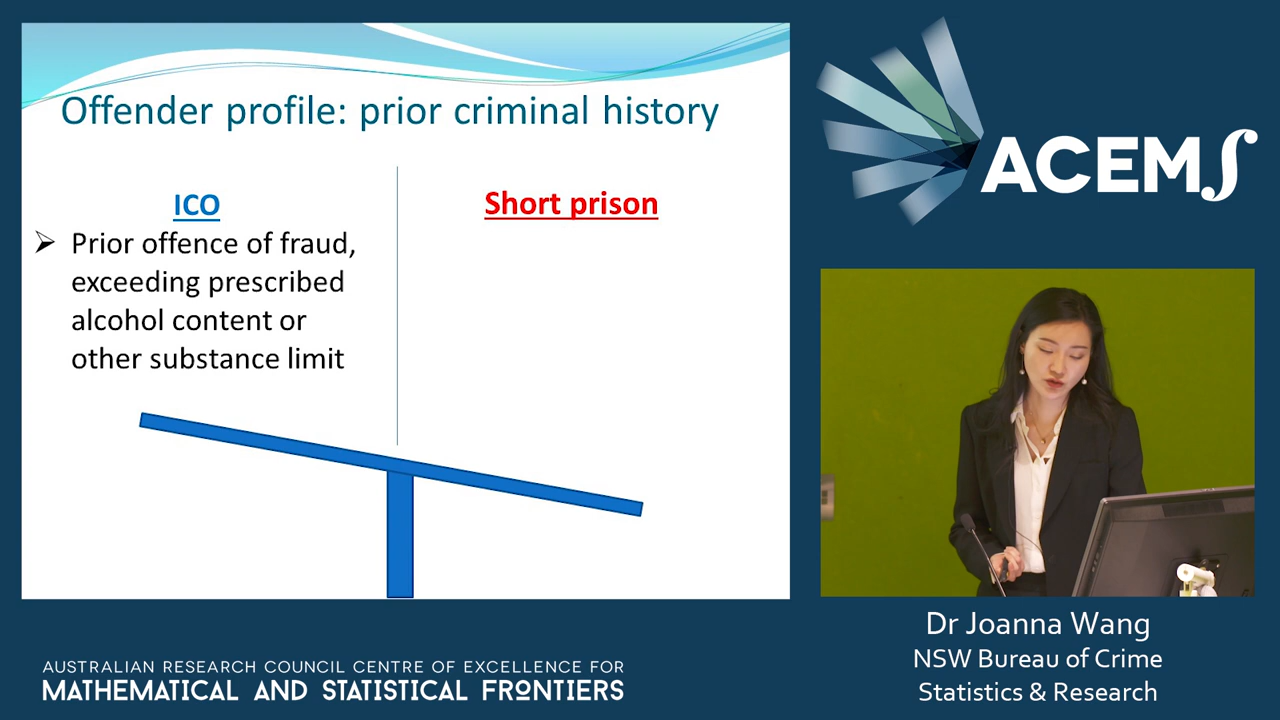 Offender profile: prior criminal history
ICO
➢ Prior offence of fraud,
exceeding prescribed
alcohol content or
other substance limit
Short prison
ACEMS
Dr Joanna Wang
NSW Bureau of Crime
Statistics & Research
AUSTRALIAN RESEARCH COUNCIL CENTRE OF EXCELLENCE FOR
MATHEMATICAL AND STATISTICAL FRONTIERS